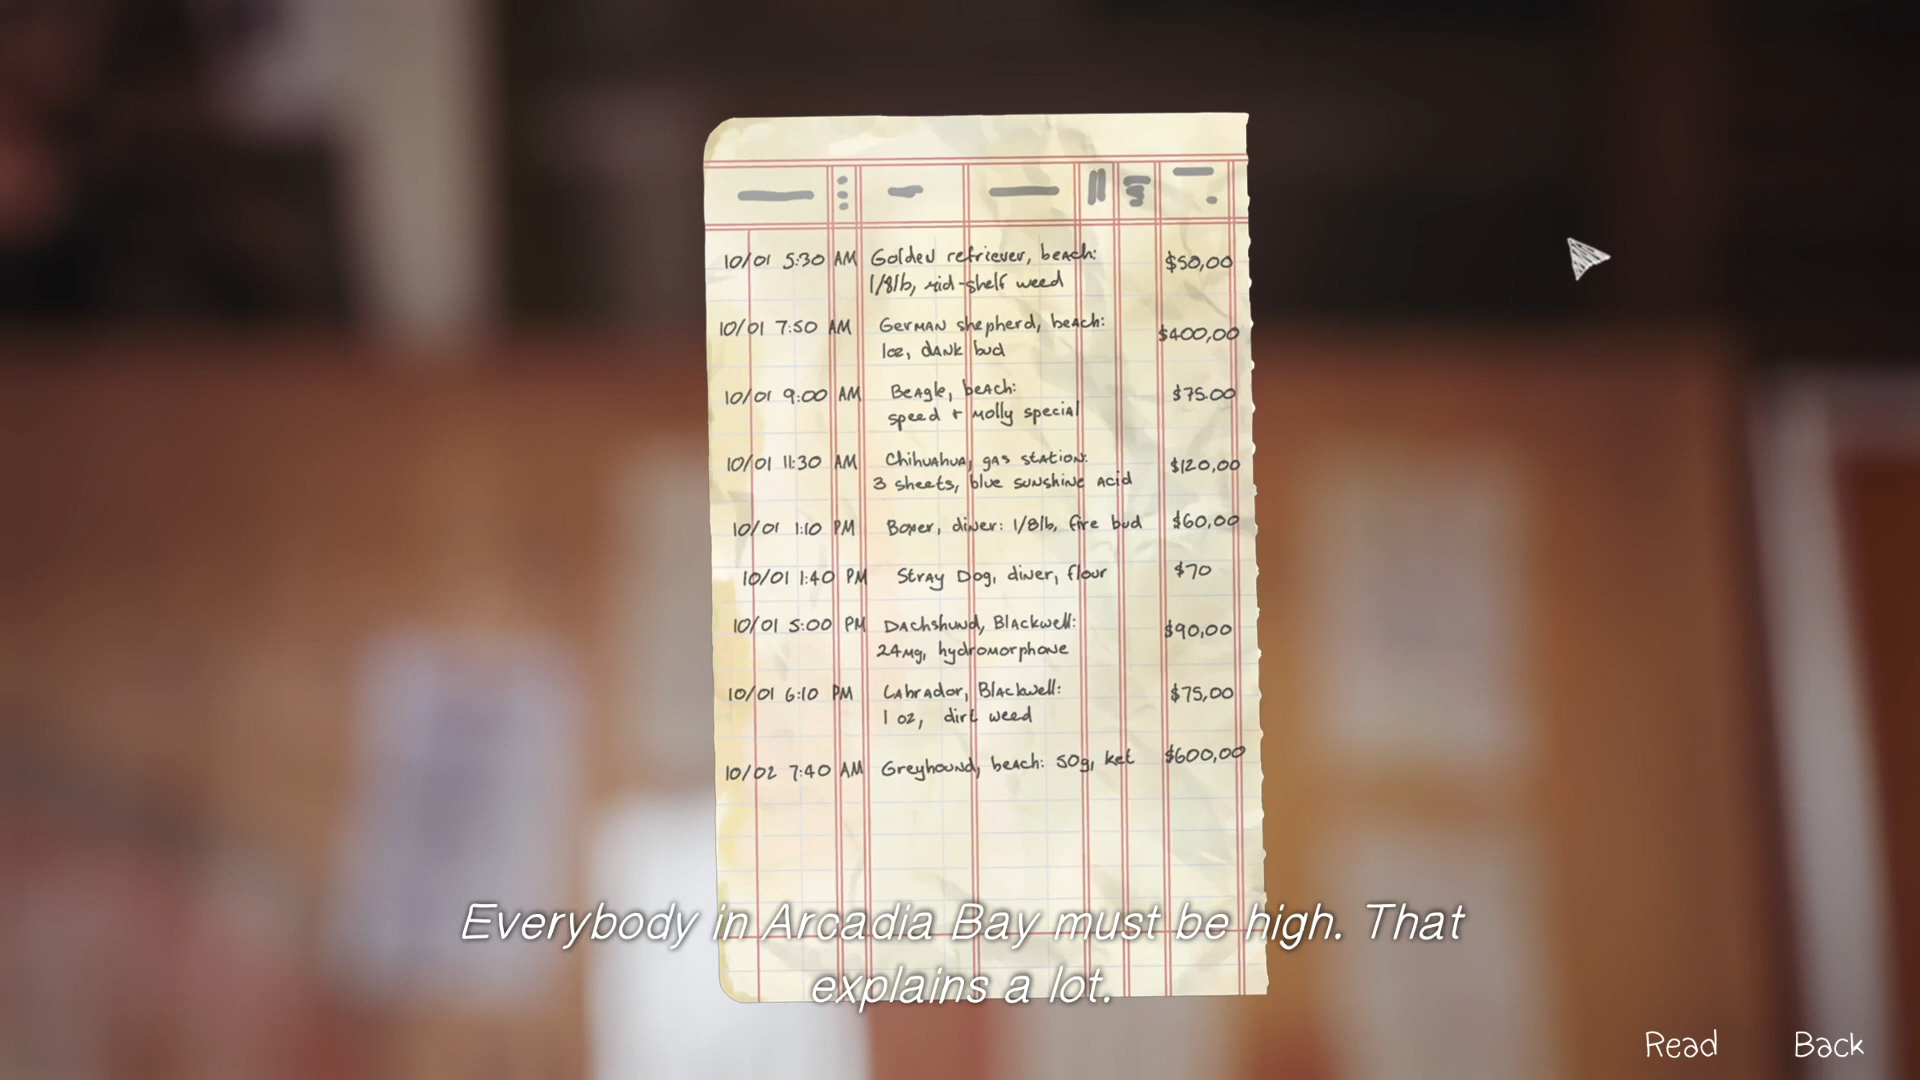 10/01 5:30 AM Golden retriever, beach: $50,00
1/8lb, mid-shelf weed
10/01 7:50 AM German shepherd, beach: $400,00
1oz, dank bud
10/01 9:00 AM Beagle, beach: $75.00
speed + Molly special
10/01 11:30 AM Chihuahua, gas station: $120,00
3 sheets, blue sunshine acid
10/01 1:10 PM Boxer, diner: 1/8lb, fire bud $60,00
10/01 1:40 PM Stray Dog, diner, flour $70
10/01 5:00 PM Dachshund, Blackwell: $90,00
24mg, hydromorphone
10/01 6:10 PM Labrador, Blackwell: $75,00
1 oz, dirt weed
10/02 7:40 AM Greyhound, beach: 50g, ket $600,00
Everybody in Arcadia Bay must be high. That
explains a lot.
Read Back